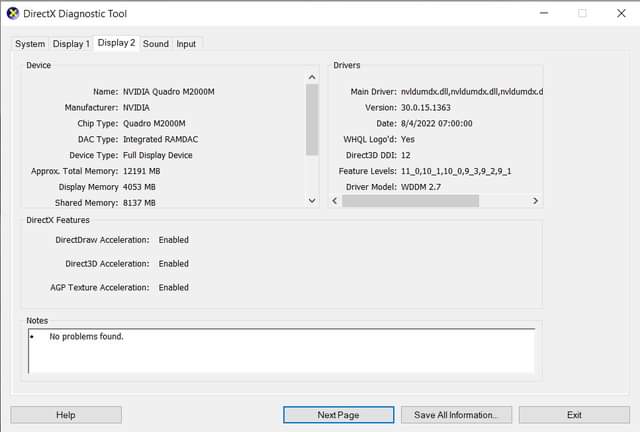 DirectX Diagnostic Tool
System Display 1 Display 2 Sound Input
Device
Name: NVIDIA Quadro M2000M
Manufacturer: NVIDIA
Chip Type: Quadro M2000M
DAC Type: Integrated RAMDAC
Device Type: Full Display Device
Approx. Total Memory: 12191 MB
Display Memory 4053 MB
Shared Memory: 8137 MB
Drivers
Main Driver: nvldumdx.dll,nvldumdx.dll,nvldumdx.d
Version: 30.0.15.1363
Date: 8/4/2022 07:00:00
WHQL Logo'd: Yes
Direct3D DDI: 12
Feature Levels: 11_0,10_1,10_0,9_3,9_2,9_1
Driver Model: WDDM 2.7
DirectX Features
DirectDraw Acceleration: Enabled
Direct3D Acceleration: Enabled
AGP Texture Acceleration: Enabled
Notes
No problems found.
Help Next Page Save All Information... Exit